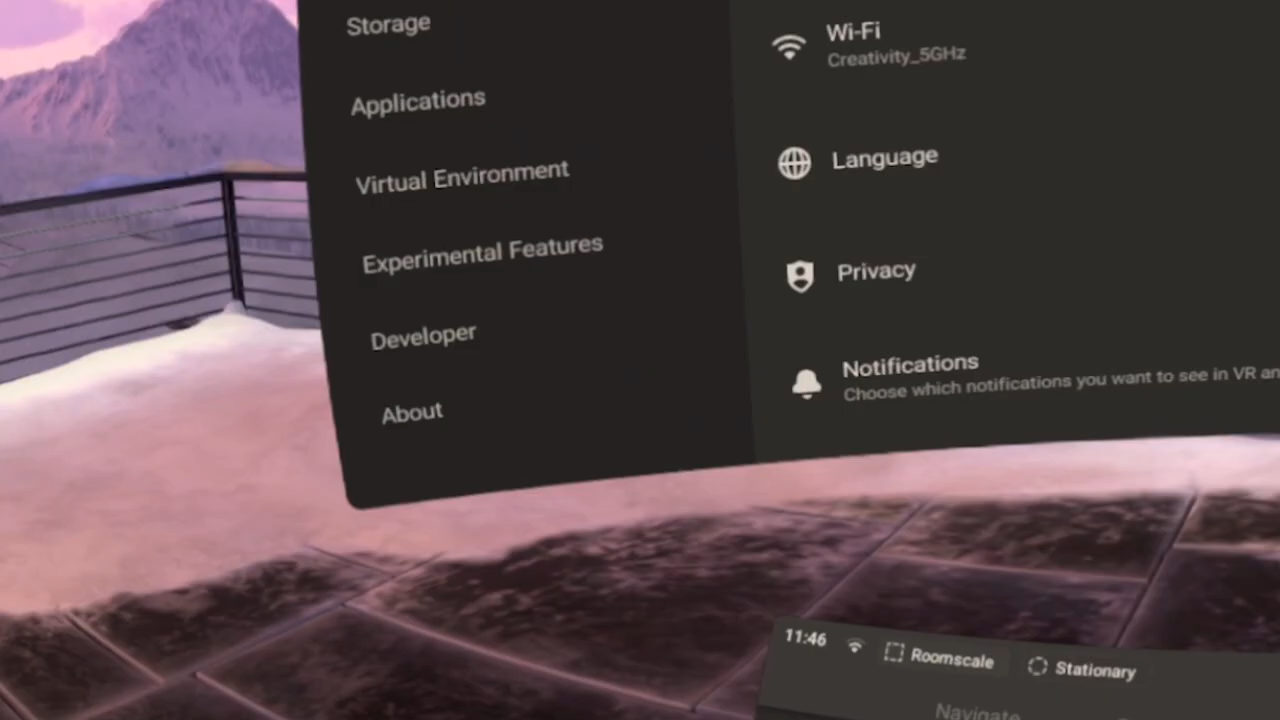 Storage
Applications
Virtual Environment
Experimental Features
Developer
About
Wi-Fi
Creativity_5GHz
Language
Privacy
Notifications
Choose which notifications you want to see in VR an
11:46
Roomscale
Stationary
Navigate